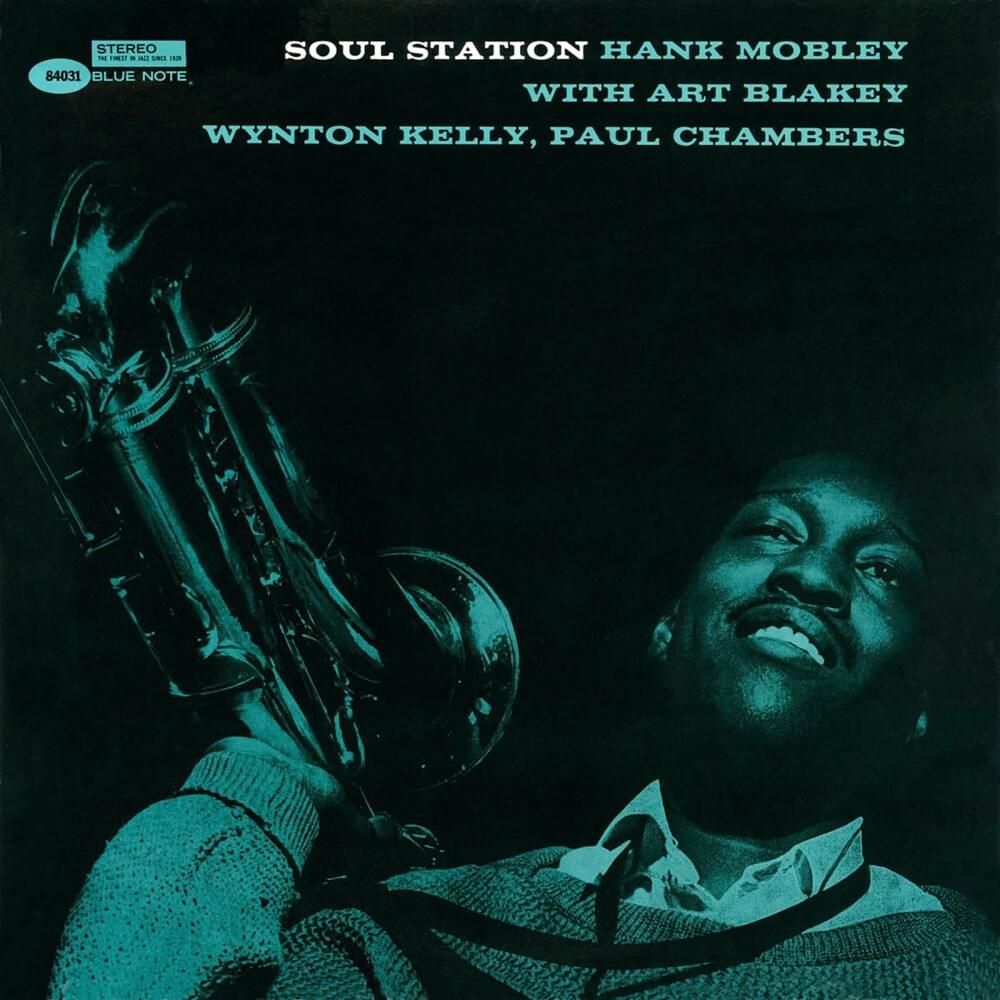 STEREO
THE FINEST IN JAZZ SINCE 1939
84031 BLUE NOTE
SOUL STATION HANK MOBLEY
WITH ART BLAKEY
WYNTON KELLY, PAUL CHAMBERS